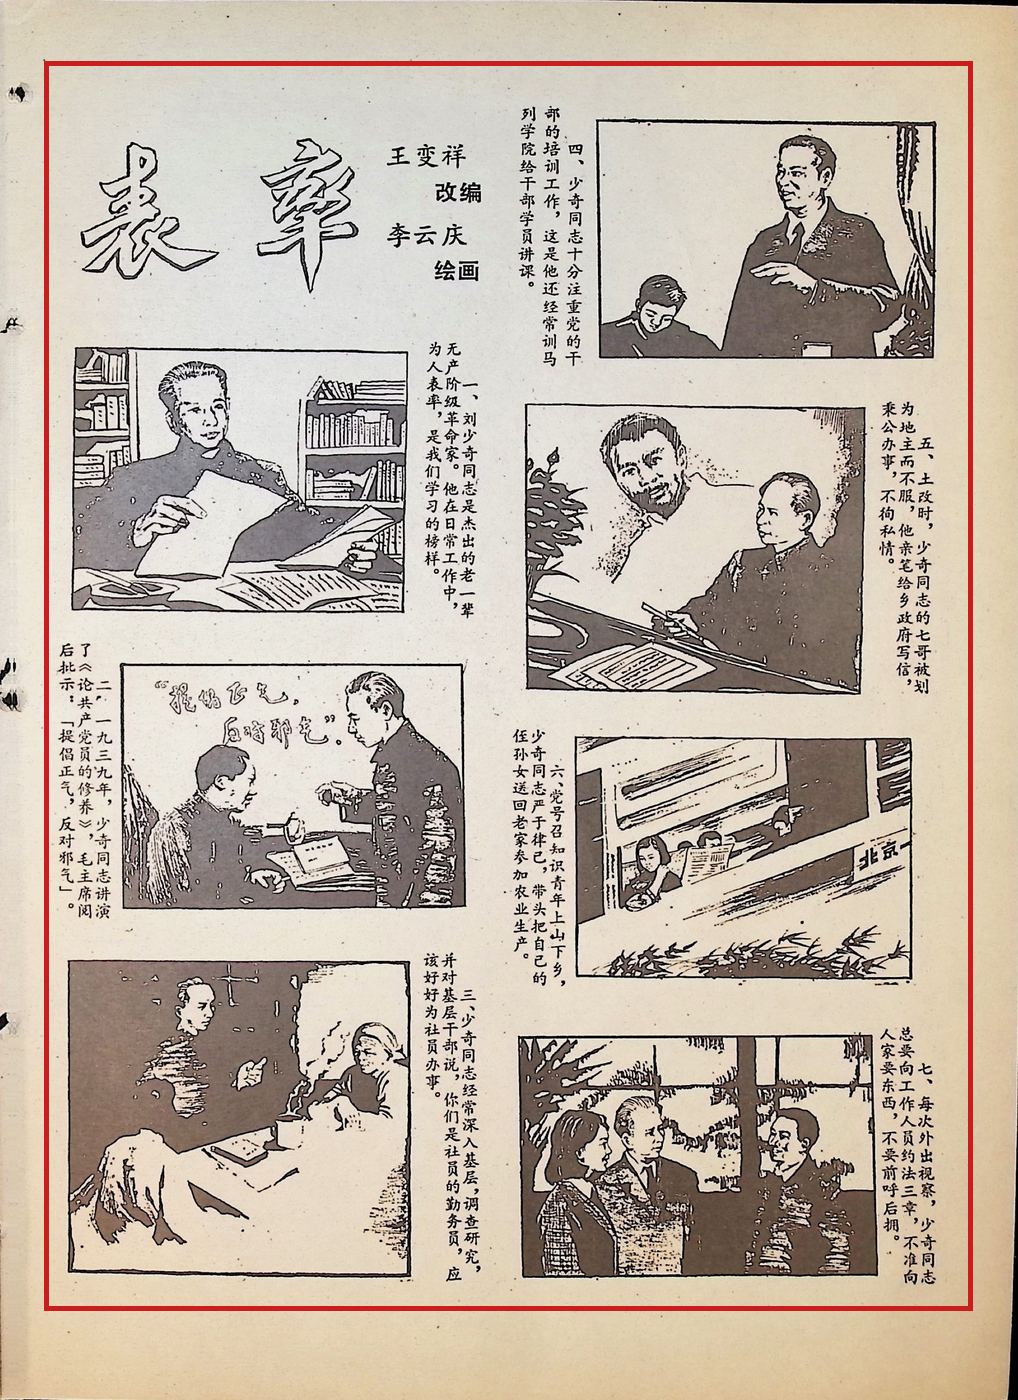 表率
王变祥
改编
李云庆
绘画
一、刘少奇同志是杰出的老一辈
无产阶级革命家。他在日常工作中,
为人表率,是我们学习的榜样。
二、一九三九年,少奇同志讲演
了《论共产党员的修养》,毛主席阅
后批示:「提倡正气,反对邪气」。
“提倡正气,
反对邪气”。
三、少奇同志经常深入基层,调查研究,
并对基层干部说,你们是社员的勤务员,应
该好好为社员办事。
四、少奇同志十分注重党的干
部的培训工作,这是他还经常训马
列学院给干部学员讲课。
五、土改时,少奇同志的七哥被划
为地主而不服,他亲笔给乡政府写信,
秉公办事,不徇私情。
六、党号召知识青年上山下乡,
少奇同志严于律己,带头把自己的
侄孙女送回老家参加农业生产。
北京一
七、每次外出视察,少奇同志
总要向工作人员约法三章,不准向
人家要东西,不要前呼后拥。